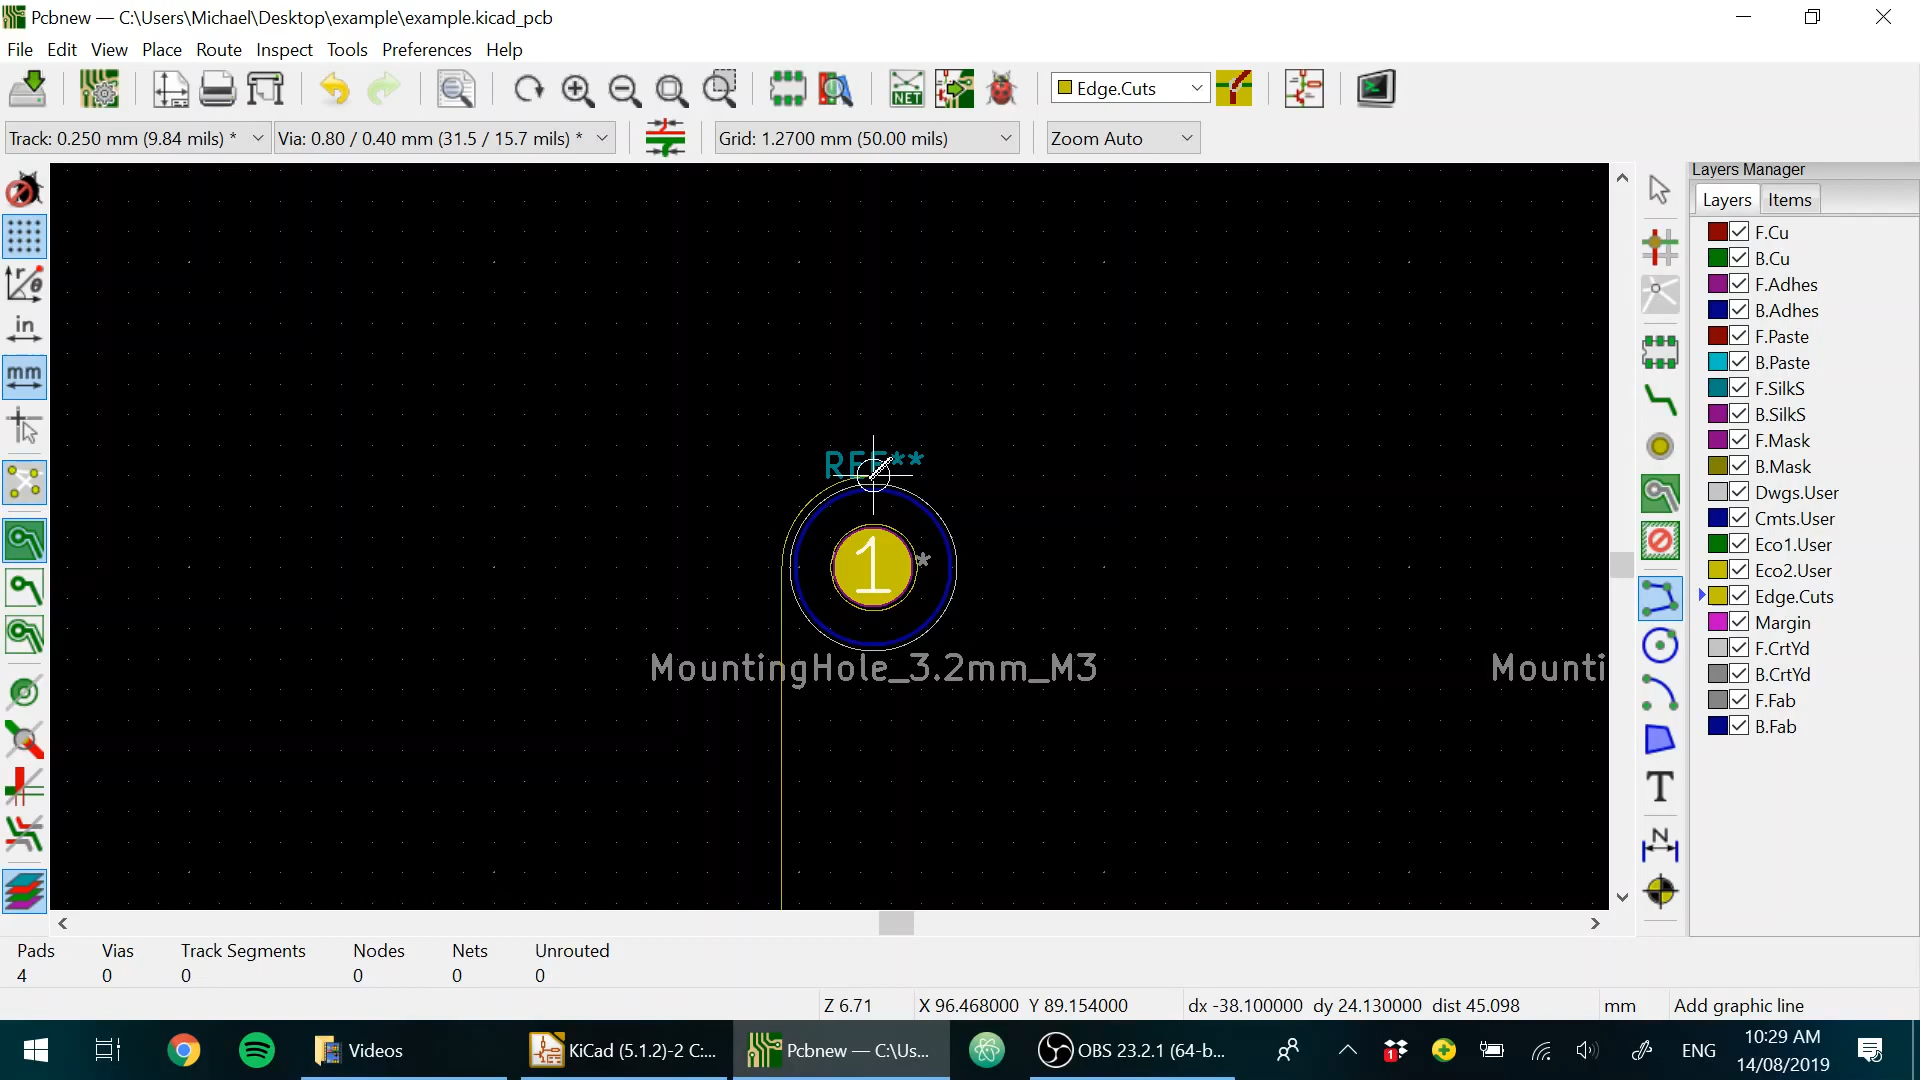 Pcbnew — C:\Users\Michael\Desktop\example\example.kicad_pcb
File Edit View Place Route Inspect Tools Preferences Help
NET
Edge.Cuts
Track: 0.250 mm (9.84 mils) *
Via: 0.80 / 0.40 mm (31.5 / 15.7 mils) *
Grid: 1.2700 mm (50.00 mils)
Zoom Auto
r θ
in
mm
REF**
1
*
MountingHole_3.2mm_M3
Mounti
T
N
Layers Manager
Layers Items
F.Cu
B.Cu
F.Adhes
B.Adhes
F.Paste
B.Paste
F.SilkS
B.SilkS
F.Mask
B.Mask
Dwgs.User
Cmts.User
Eco1.User
Eco2.User
Edge.Cuts
Margin
F.CrtYd
B.CrtYd
F.Fab
B.Fab
Pads Vias Track Segments Nodes Nets Unrouted
4 0 0 0 0 0
Z 6.71 X 96.468000 Y 89.154000 dx -38.100000 dy 24.130000 dist 45.098 mm Add graphic line
Videos
KiCad (5.1.2)-2 C:...
Pcbnew — C:\Us...
OBS 23.2.1 (64-b...
1
ENG
10:29 AM
14/08/2019